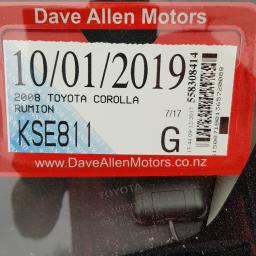 Dave Allen Motors
10/01/2019
2008 TOYOTA COROLLA
RUMION
7/17
KSE811
G
558308414
www.DaveAllenMotors.co.nz
TOYOTA